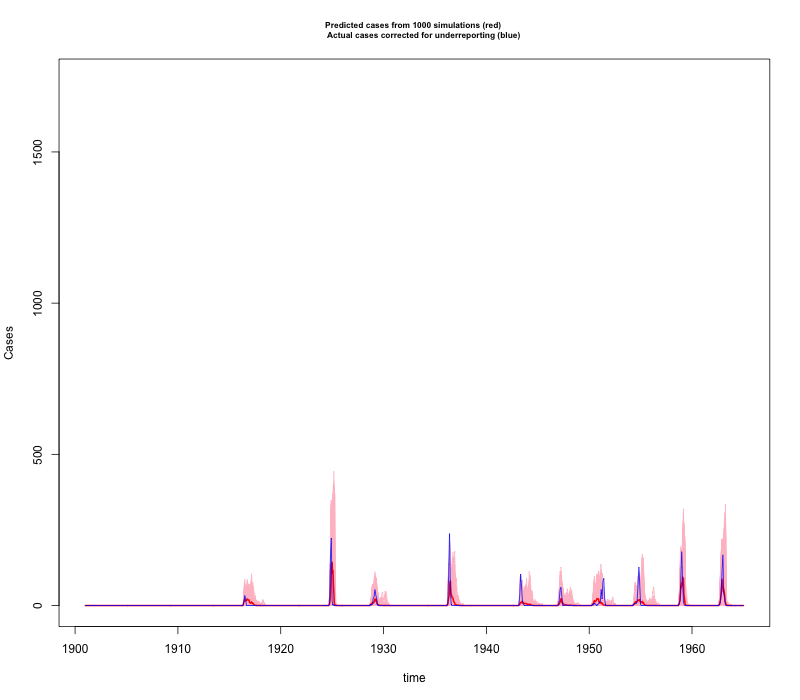 Predicted cases from 1000 simulations (red)
Actual cases corrected for underreporting (blue)
1500
1000
500
0
Cases
1900 1910 1920 1930 1940 1950 1960
time